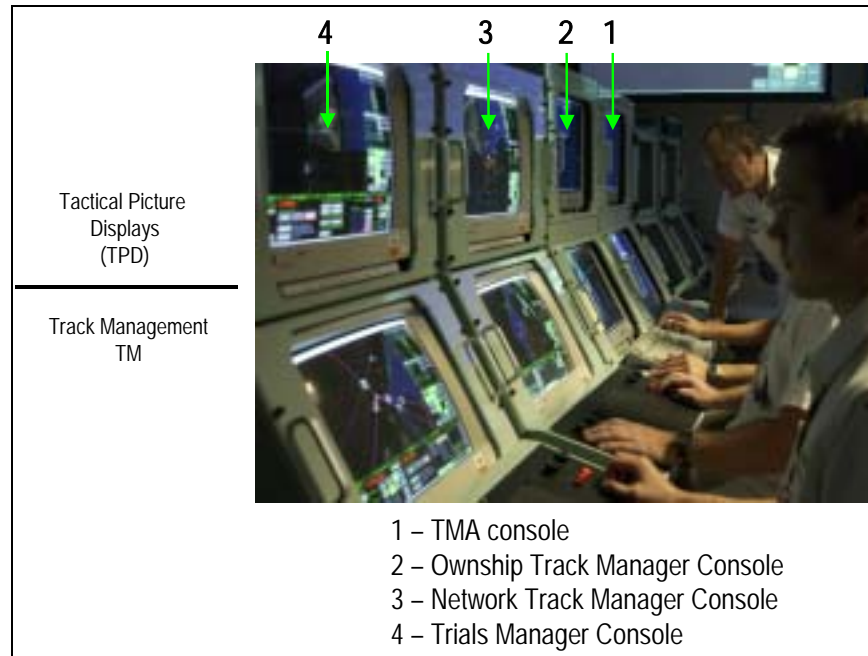 4 3 2 1
Tactical Picture
Displays
(TPD)
Track Management
TM
1 – TMA console
2 – Ownship Track Manager Console
3 – Network Track Manager Console
4 – Trials Manager Console